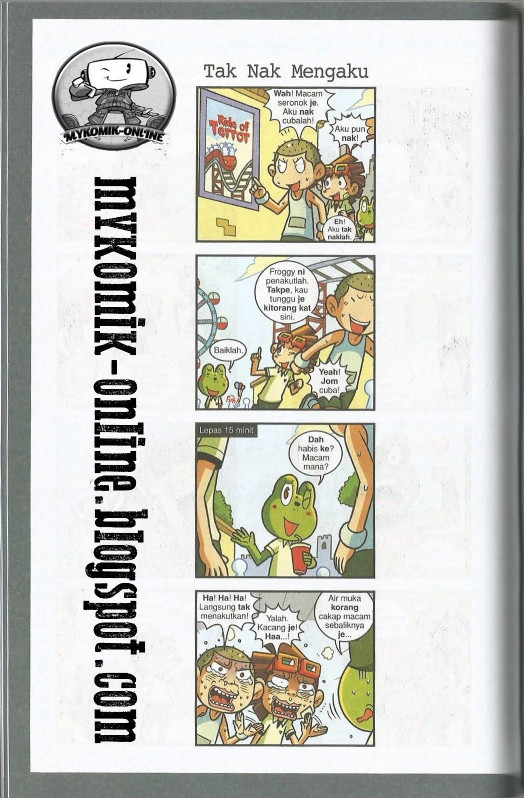 MYKOMIK-ONLINE
mykomik-online.blogspot.com
Tak Nak Mengaku
Wah! Macam
seronok je.
Aku nak
cubalah!
Aku pun
nak!
Ride of
Terror
Eh!
Aku tak
naklah.
Froggy ni
penakutlah.
Takpe, kau
tunggu je
kitorang kat
sini.
Baiklah.
Yeah!
Jom
cuba!
Lepas 15 minit
Dah
habis ke?
Macam
mana?
Ha! Ha! Ha!
Langsung tak
menakutkan!
Yalah.
Kacang je!
Haa...!
Air muka
korang
cakap macam
sebaliknya
je...